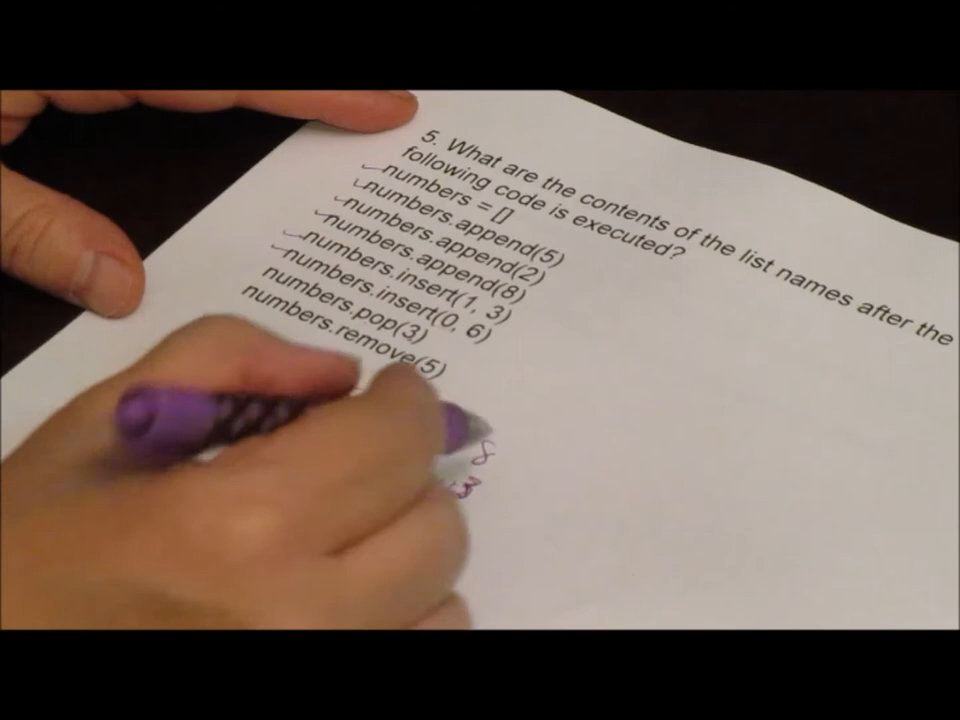 5. What are the contents of the list names after the
following code is executed?
numbers = []
numbers.append(5)
numbers.append(2)
numbers.append(8)
numbers.insert(1, 3)
numbers.insert(0, 6)
numbers.pop(3)
numbers.remove(5)
8
3